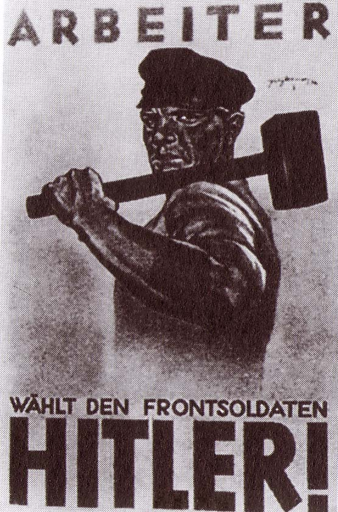 ARBEITER
WÄHLT DEN FRONTSOLDATEN
HITLER!